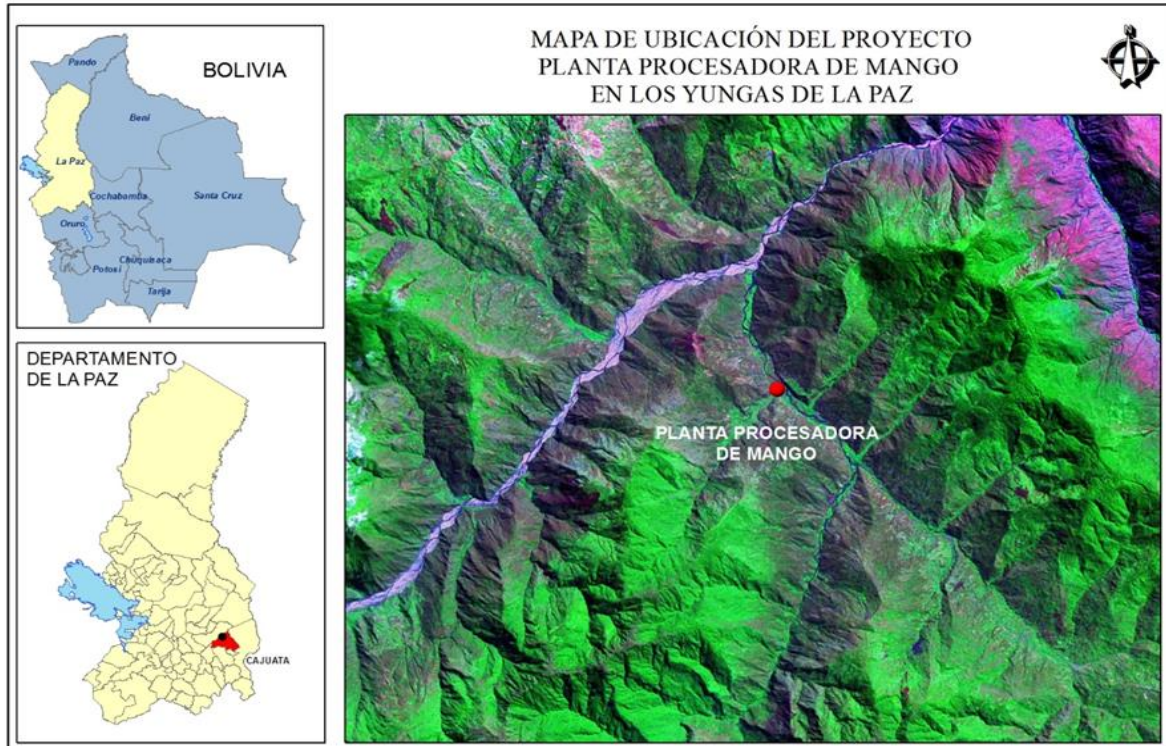 BOLIVIA
Pando
Beni
La Paz
Cochabamba
Santa Cruz
Oruro
Chuquisaca
Potosí
Tarija
DEPARTAMENTO
DE LA PAZ
CAJUATA
MAPA DE UBICACIÓN DEL PROYECTO
PLANTA PROCESADORA DE MANGO
EN LOS YUNGAS DE LA PAZ
N
PLANTA PROCESADORA
DE MANGO